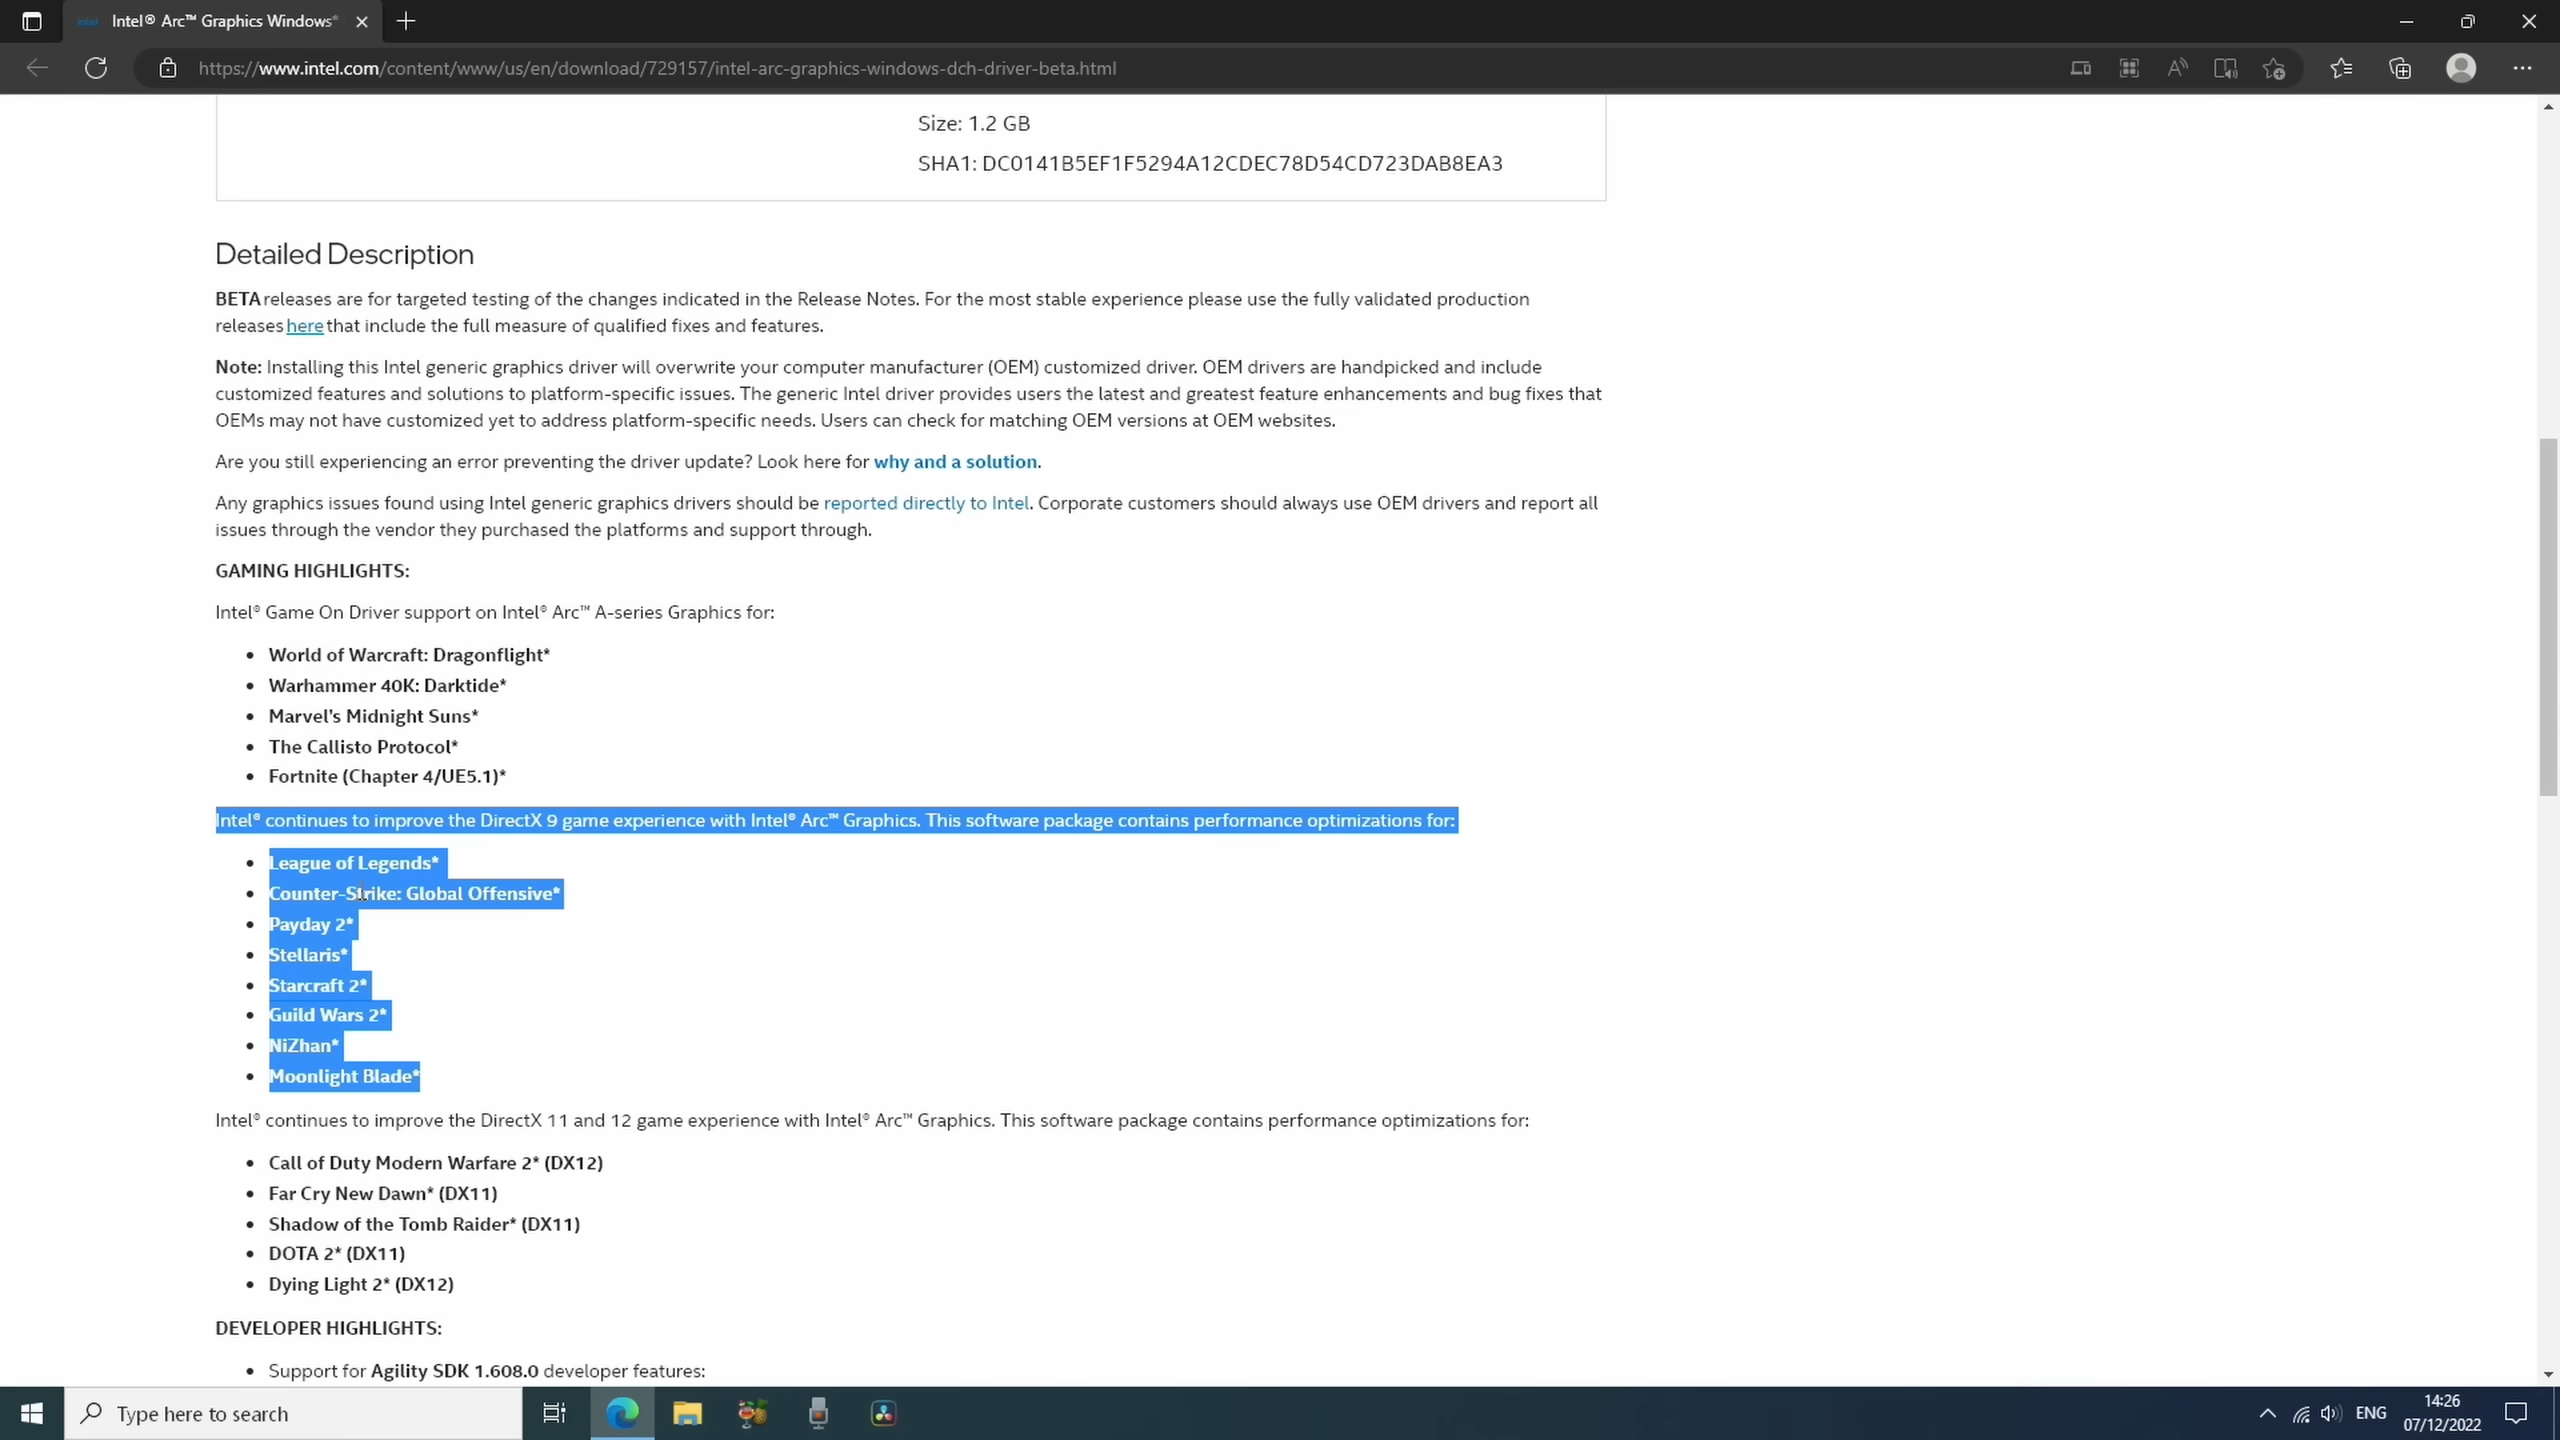 intel
Intel® Arc™ Graphics Windows*
https://www.intel.com/content/www/us/en/download/729157/intel-arc-graphics-windows-dch-driver-beta.html
Size: 1.2 GB
SHA1: DC0141B5EF1F5294A12CDEC78D54CD723DAB8EA3
Detailed Description
BETA releases are for targeted testing of the changes indicated in the Release Notes. For the most stable experience please use the fully validated production
releases here that include the full measure of qualified fixes and features.
Note: Installing this Intel generic graphics driver will overwrite your computer manufacturer (OEM) customized driver. OEM drivers are handpicked and include
customized features and solutions to platform-specific issues. The generic Intel driver provides users the latest and greatest feature enhancements and bug fixes that
OEMs may not have customized yet to address platform-specific needs. Users can check for matching OEM versions at OEM websites.
Are you still experiencing an error preventing the driver update? Look here for why and a solution.
Any graphics issues found using Intel generic graphics drivers should be reported directly to Intel. Corporate customers should always use OEM drivers and report all
issues through the vendor they purchased the platforms and support through.
GAMING HIGHLIGHTS:
Intel® Game On Driver support on Intel® Arc™ A-series Graphics for:
• World of Warcraft: Dragonflight*
• Warhammer 40K: Darktide*
• Marvel's Midnight Suns*
• The Callisto Protocol*
• Fortnite (Chapter 4/UE5.1)*
Intel® continues to improve the DirectX 9 game experience with Intel® Arc™ Graphics. This software package contains performance optimizations for:
• League of Legends*
• Counter-Strike: Global Offensive*
• Payday 2*
• Stellaris*
• Starcraft 2*
• Guild Wars 2*
• NiZhan*
• Moonlight Blade*
Intel® continues to improve the DirectX 11 and 12 game experience with Intel® Arc™ Graphics. This software package contains performance optimizations for:
• Call of Duty Modern Warfare 2* (DX12)
• Far Cry New Dawn* (DX11)
• Shadow of the Tomb Raider* (DX11)
• DOTA 2* (DX11)
• Dying Light 2* (DX12)
DEVELOPER HIGHLIGHTS:
• Support for Agility SDK 1.608.0 developer features:
Type here to search
ENG
14:26
07/12/2022